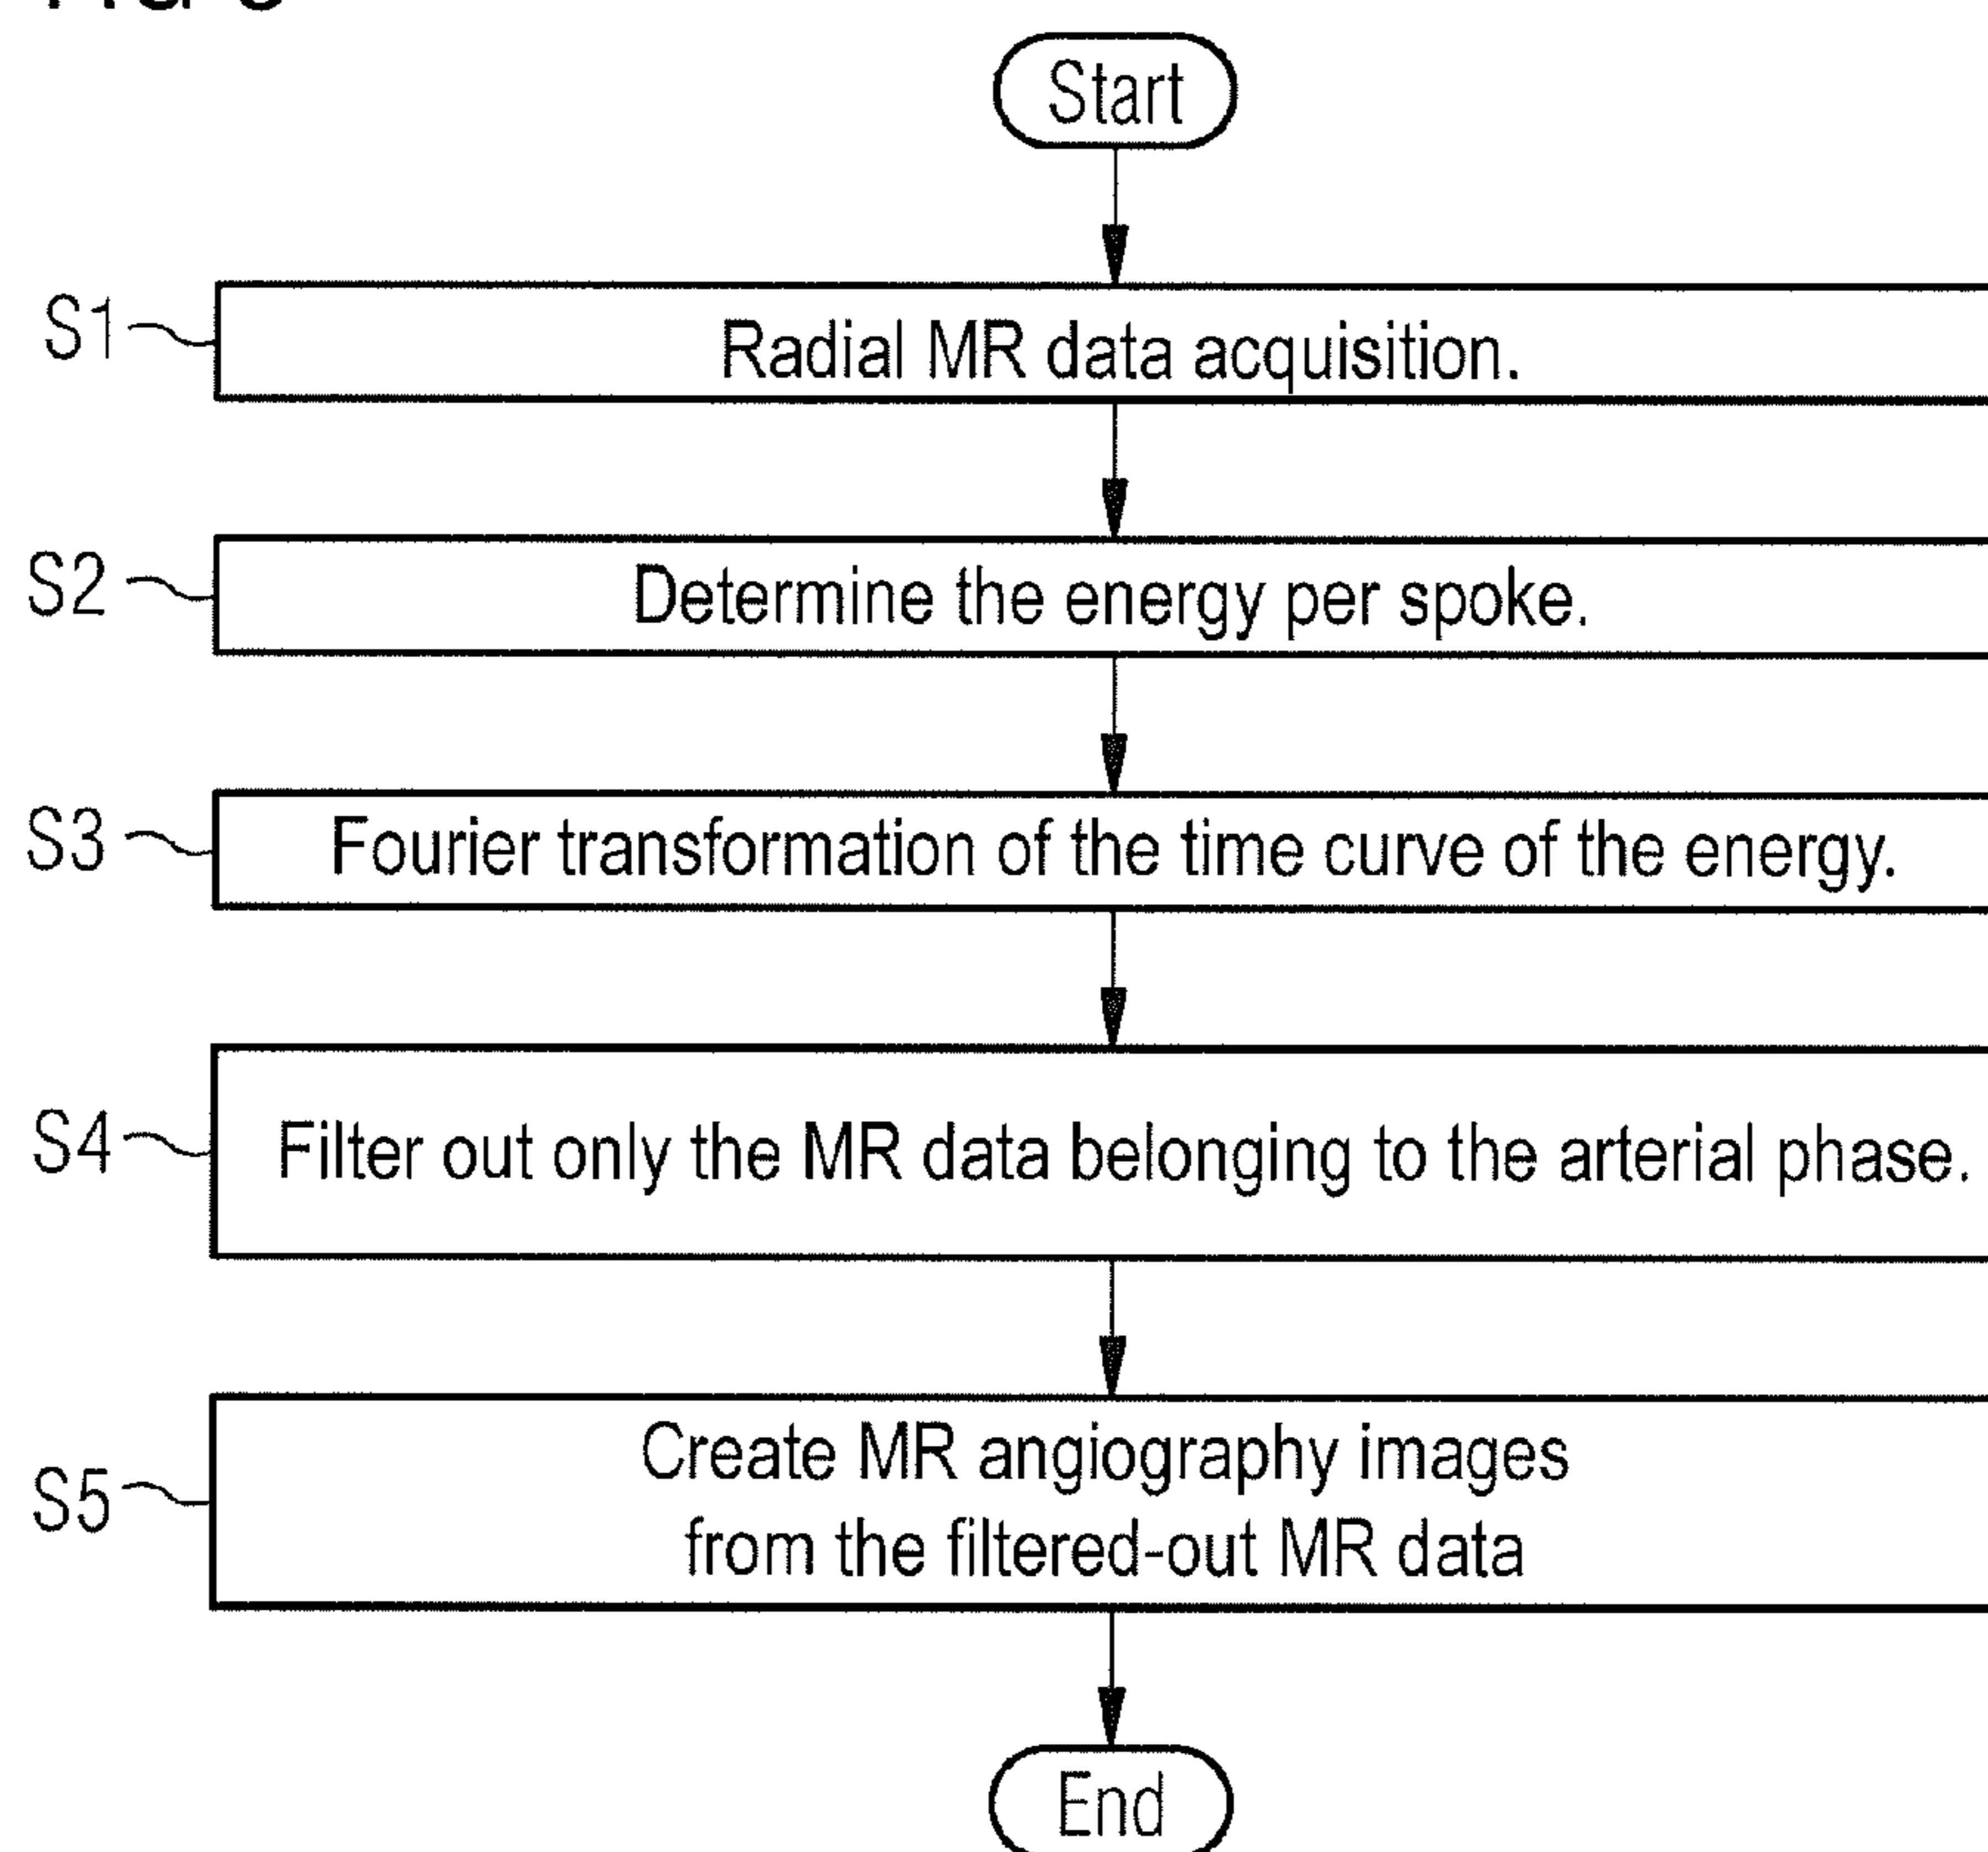 Start
S1
Radial MR data acquisition.
S2
Determine the energy per spoke.
S3
Fourier transformation of the time curve of the energy.
S4
Filter out only the MR data belonging to the arterial phase.
S5
Create MR angiography images
from the filtered-out MR data
End